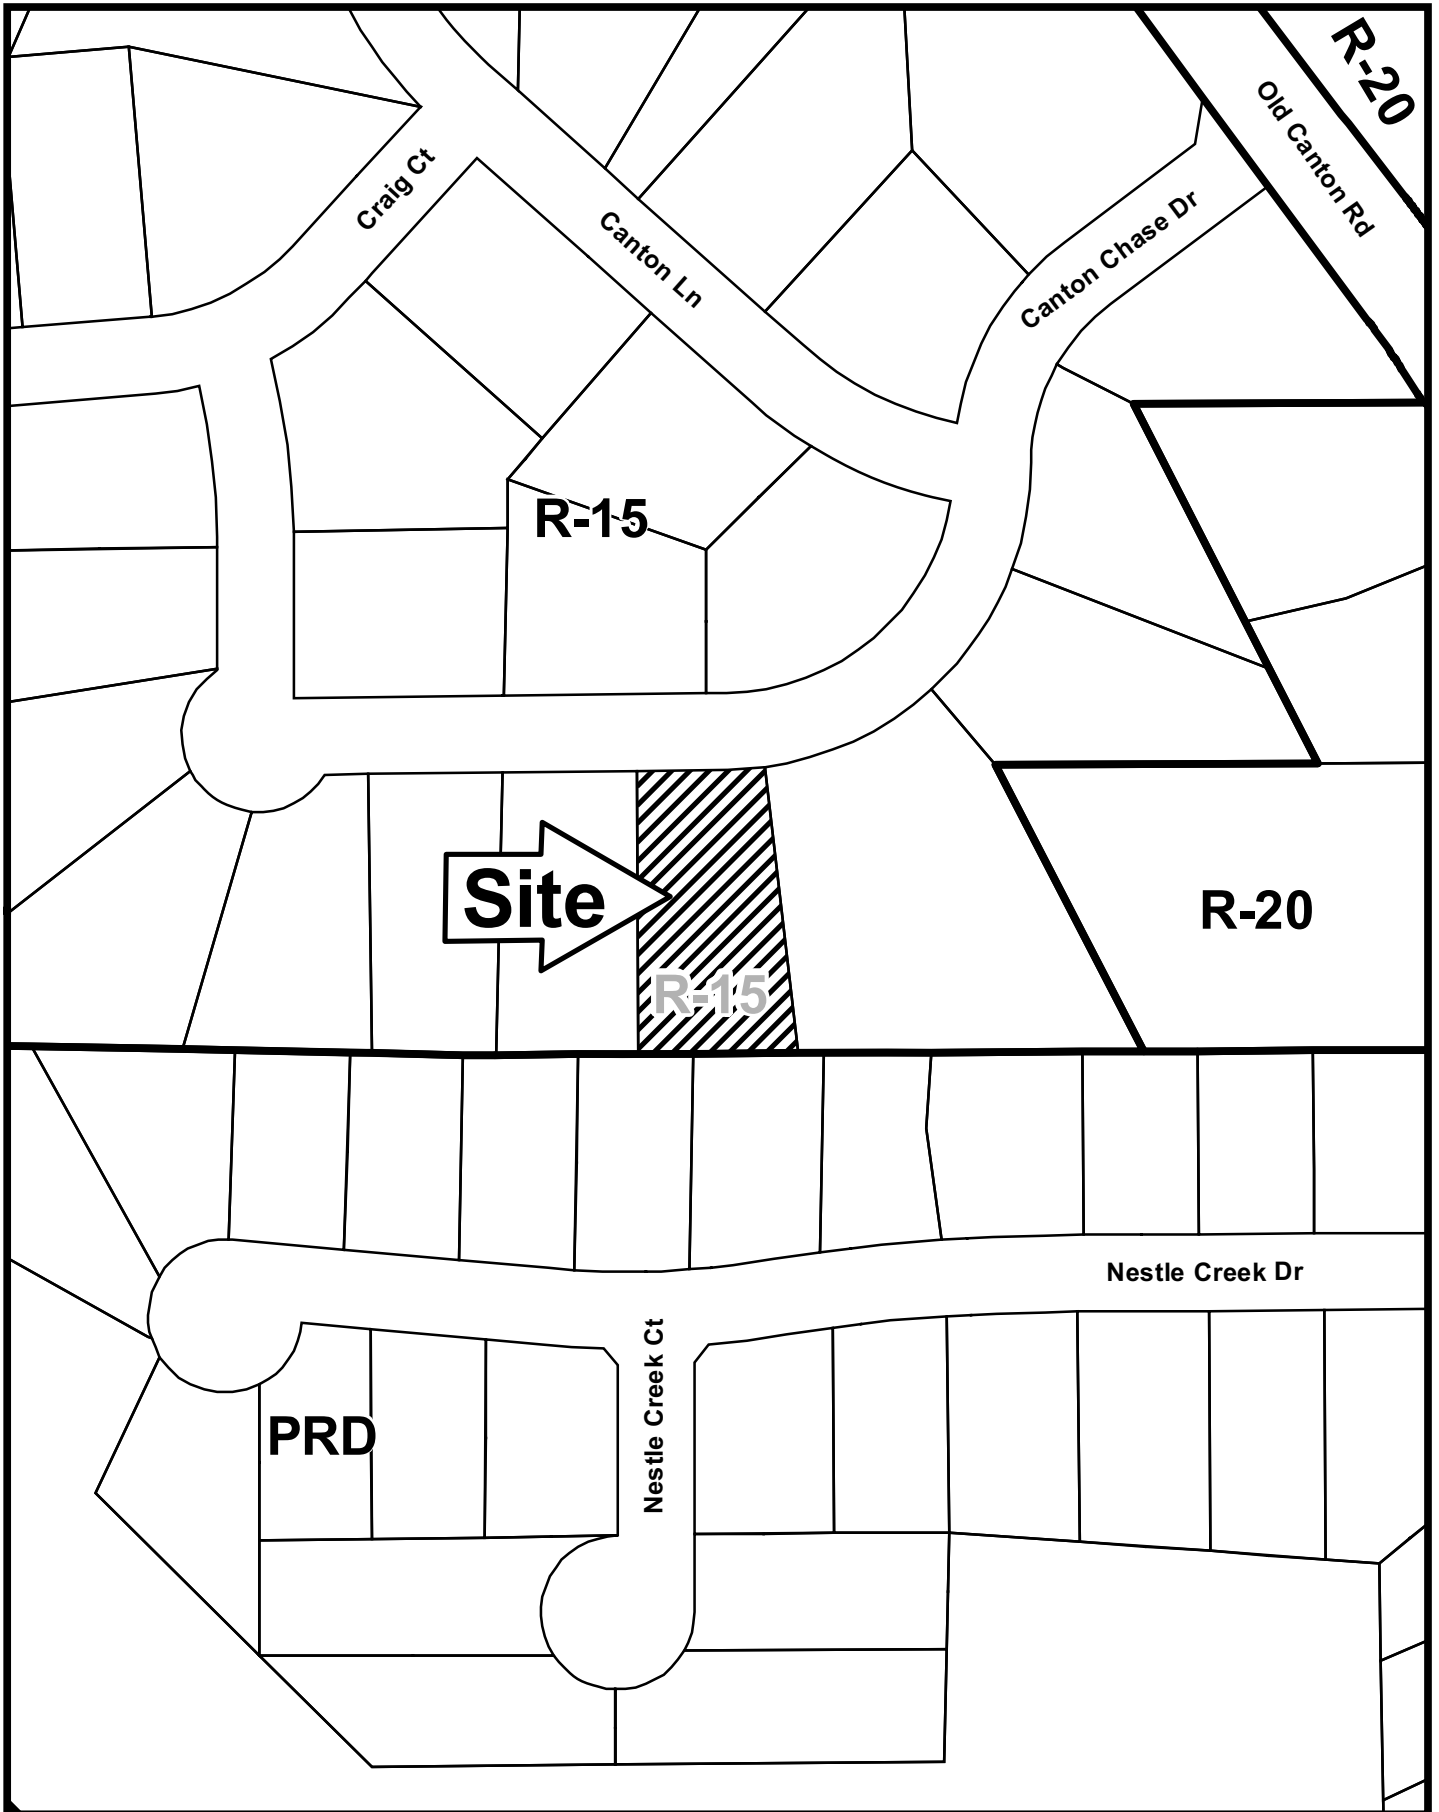 R-20
Old Canton Rd
Craig Ct
Canton Ln
Canton Chase Dr
R-15
Site
R-20
R-15
Nestle Creek Dr
Nestle Creek Ct
PRD